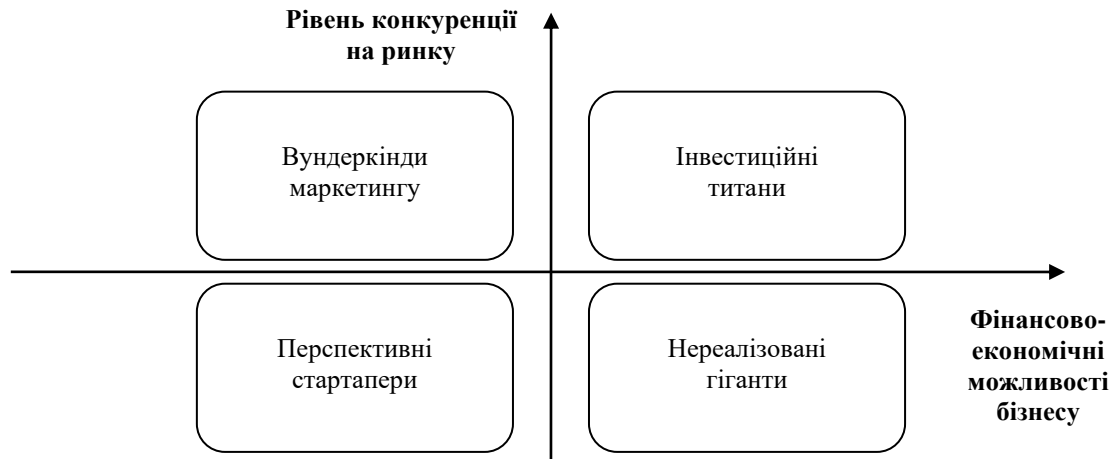 Рівень конкуренції
на ринку
Вундеркінди
маркетингу
Інвестиційні
титани
Перспективні
стартапери
Нереалізовані
гіганти
Фінансово-
економічні
можливості
бізнесу